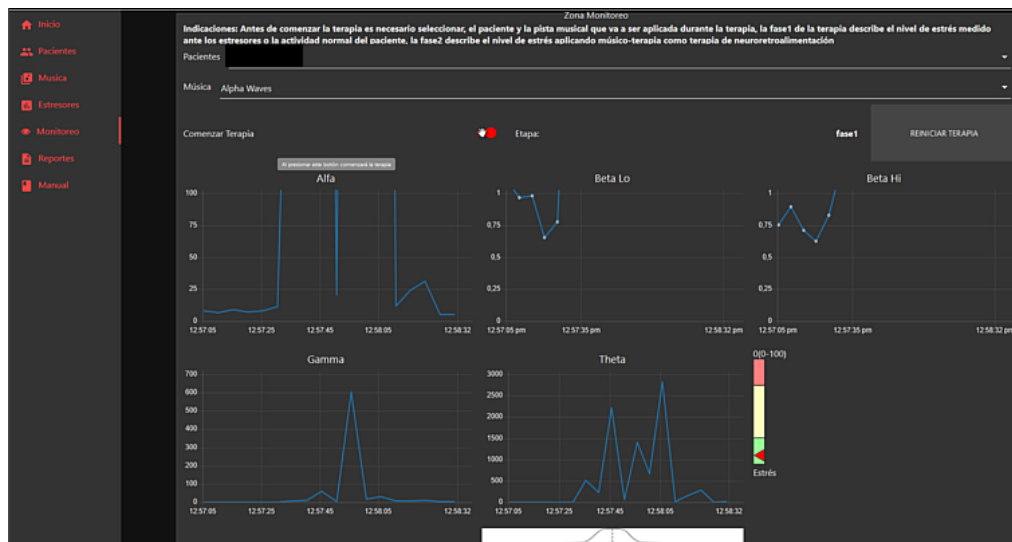 Inicio
Pacientes
Musica
Estresores
Monitoreo
Reportes
Manual
Zona Monitoreo
Indicaciones: Antes de comenzar la terapia es necesario seleccionar, el paciente y la pista musical que va a ser aplicada durante la terapia, la fase1 de la terapia describe el nivel de estrés medido
ante los estresores o la actividad normal del paciente, la fase2 describe el nivel de estrés aplicando músico-terapia como terapia de neuroretroalimentación
Pacientes
Música Alpha Waves
Comenzar Terapia Etapa: fase1 REINICIAR TERAPIA
Al presionar este botón comenzará la terapia
Alfa
100
75
50
25
0
12:57:05 12:57:25 12:57:45 12:58:05 12:58:32
Beta Lo
1
0,75
0,5
0,25
0
12:57:05 pm 12:57:35 pm 12:58:32 pm
Beta Hi
1
0,75
0,5
0,25
0
12:57:05 pm 12:57:35 pm 12:58:32 pm
Gamma
700
600
500
400
300
200
100
0
12:57:05 12:57:25 12:57:45 12:58:05 12:58:32
Theta
3000
2500
2000
1500
1000
500
0
12:57:05 12:57:25 12:57:45 12:58:05 12:58:32
0(0-100)
Estrés